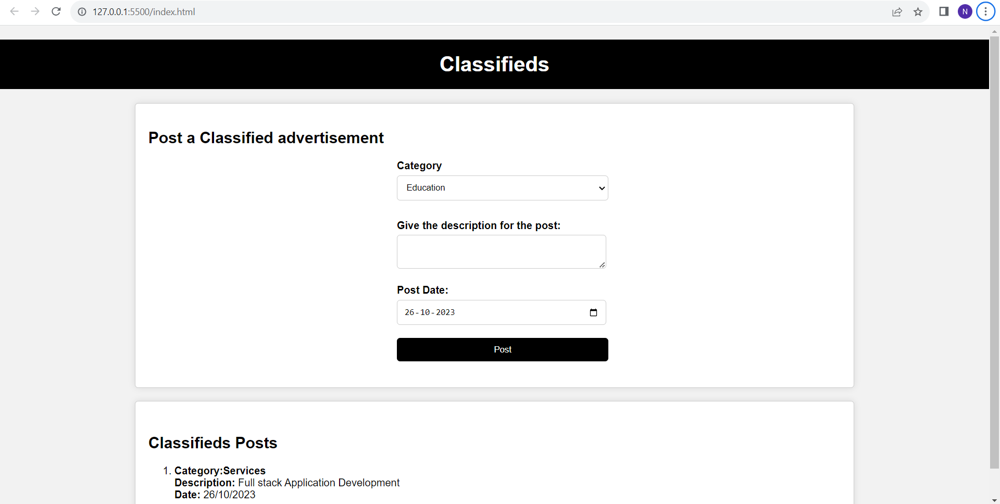 127.0.0.1:5500/index.html
N
Classifieds
Post a Classified advertisement
Category
Education
Give the description for the post:
Post Date:
26-10-2023
Post
Classifieds Posts
1. Category:Services
Description: Full stack Application Development
Date: 26/10/2023